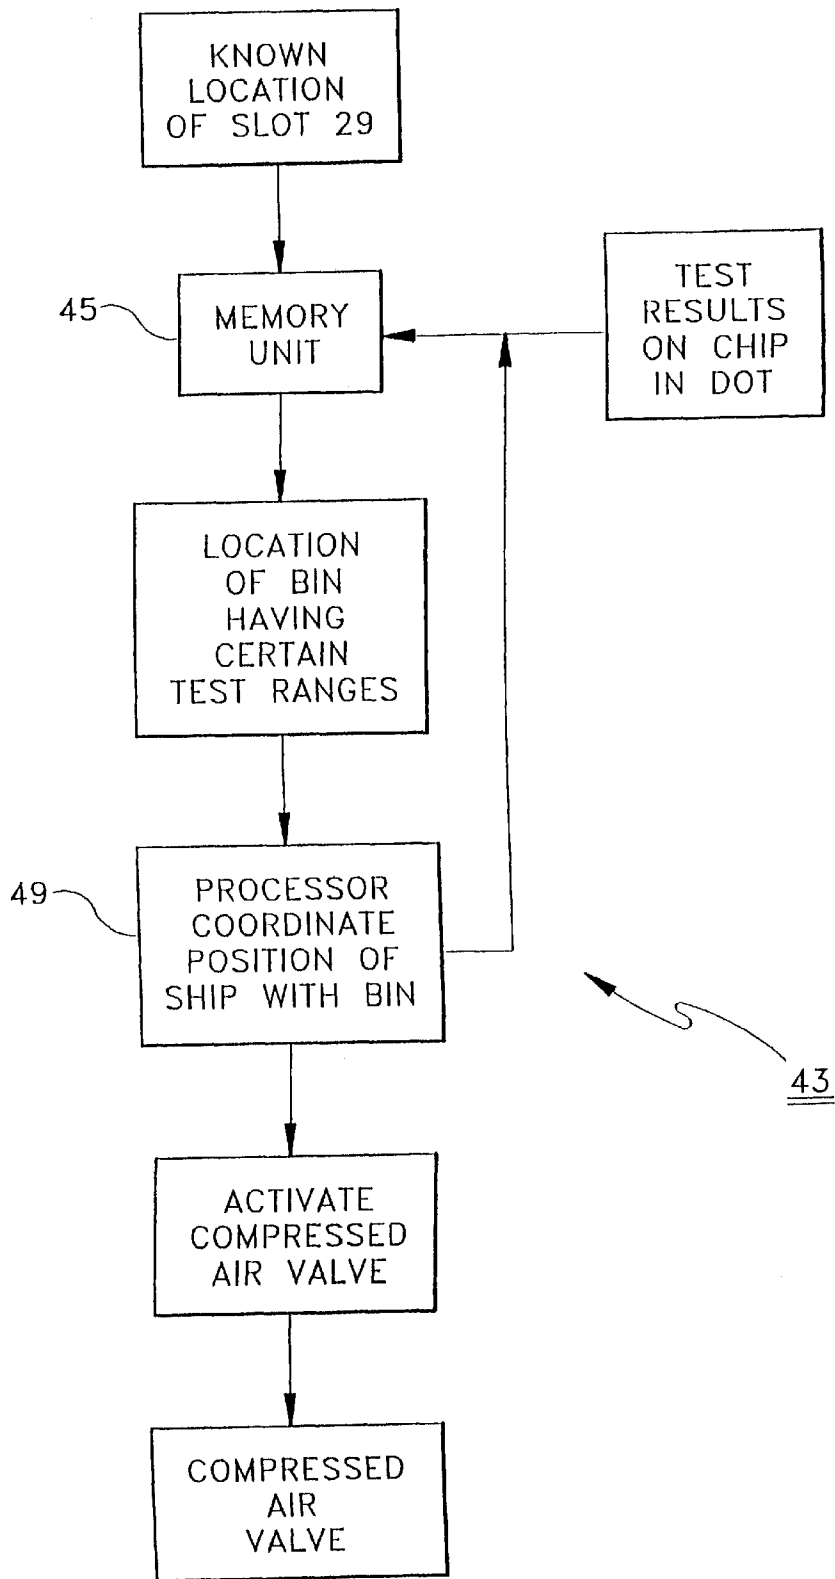 KNOWN
LOCATION
OF SLOT 29
45
MEMORY
UNIT
TEST
RESULTS
ON CHIP
IN DOT
LOCATION
OF BIN
HAVING
CERTAIN
TEST RANGES
49
PROCESSOR
COORDINATE
POSITION OF
SHIP WITH BIN
43
ACTIVATE
COMPRESSED
AIR VALVE
COMPRESSED
AIR
VALVE